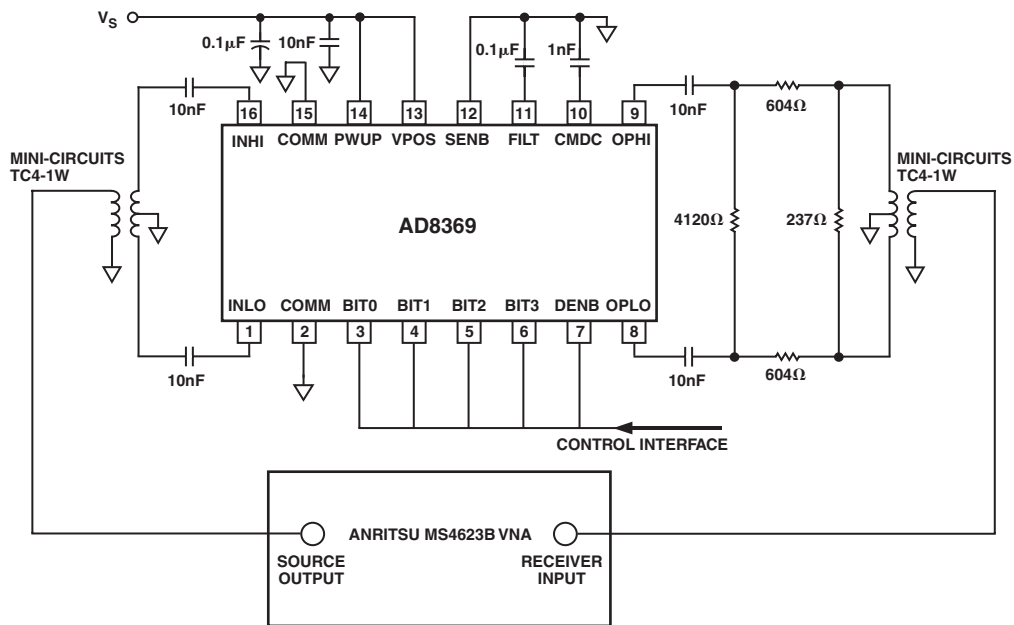 VS
0.1µF
10nF
0.1µF
1nF
10nF
10nF
604Ω
16
15
14
13
12
11
10
9
INHI
COMM
PWUP
VPOS
SENB
FILT
CMDC
OPHI
MINI-CIRCUITS
TC4-1W
MINI-CIRCUITS
TC4-1W
AD8369
4120Ω
237Ω
INLO
COMM
BIT0
BIT1
BIT2
BIT3
DENB
OPLO
1
2
3
4
5
6
7
8
10nF
10nF
604Ω
CONTROL INTERFACE
ANRITSU MS4623B VNA
SOURCE
OUTPUT
RECEIVER
INPUT